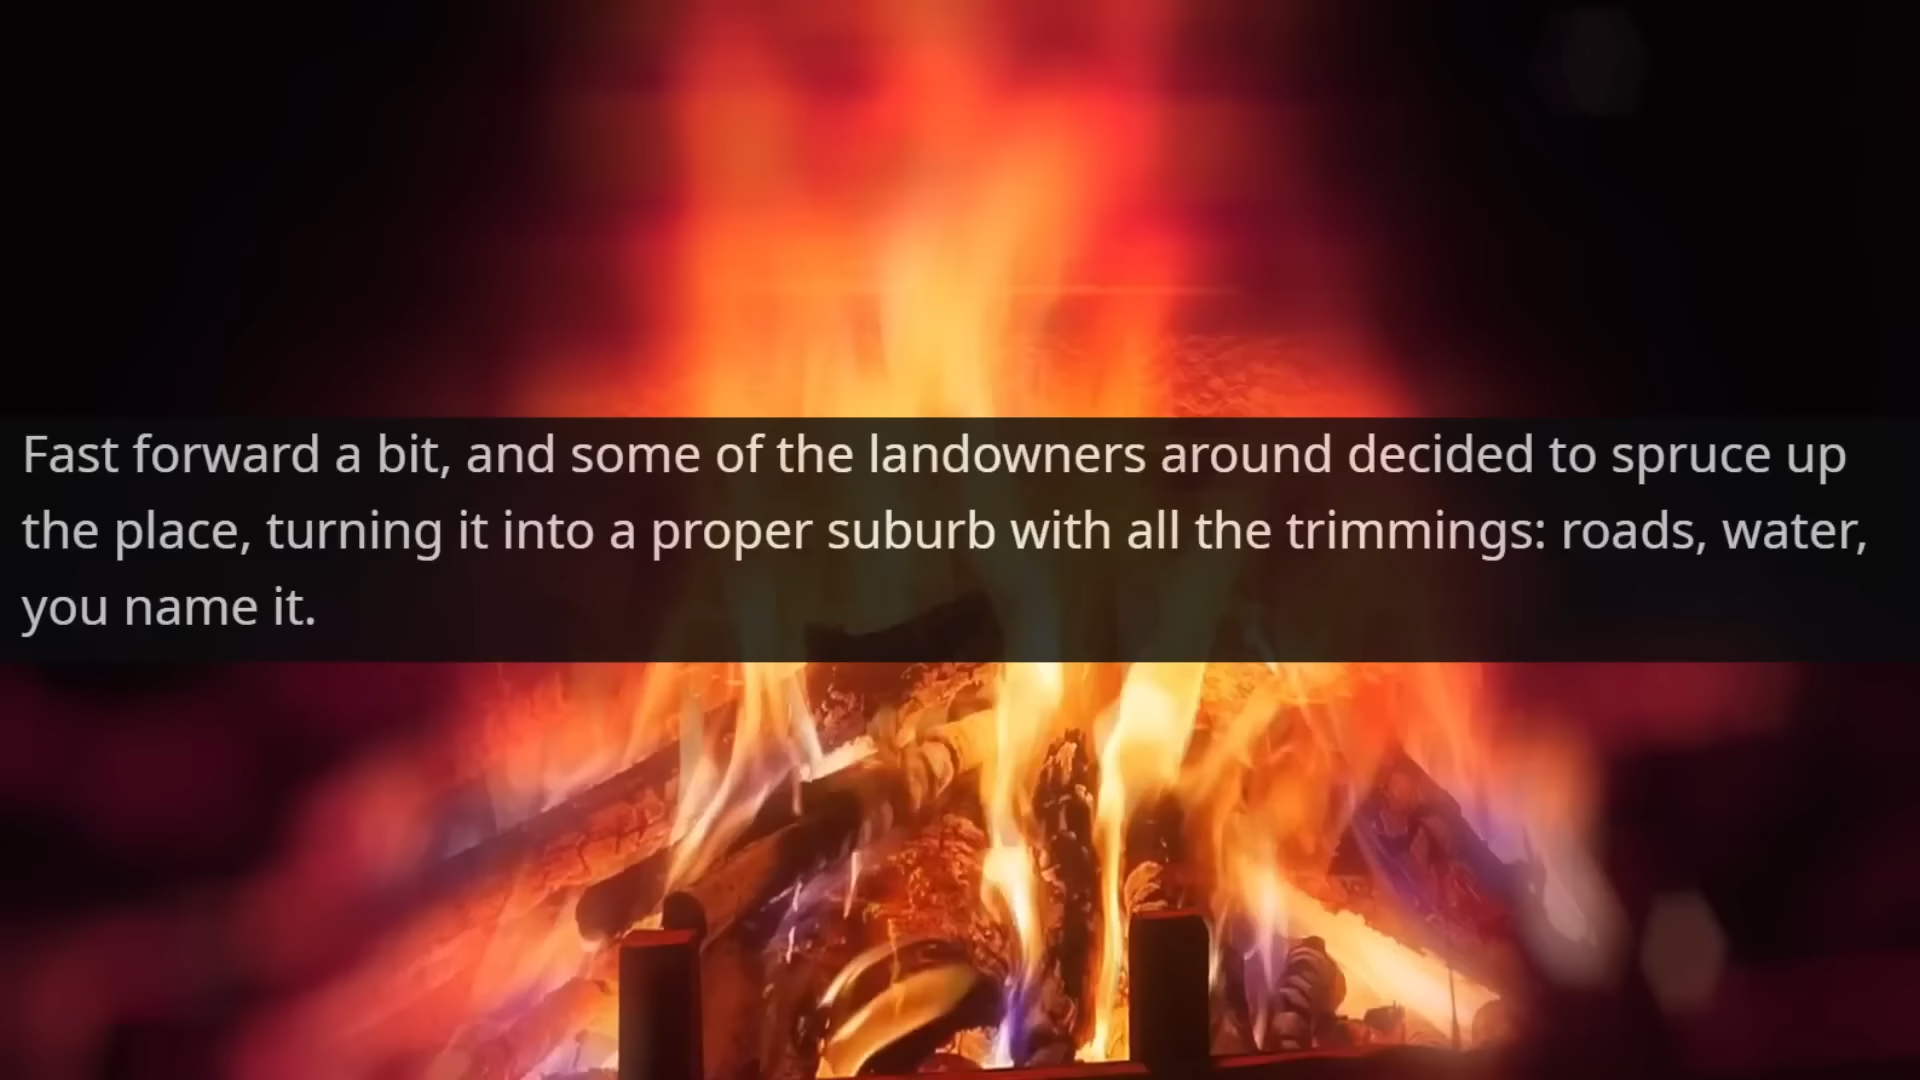 Fast forward a bit, and some of the landowners around decided to spruce up
the place, turning it into a proper suburb with all the trimmings: roads, water,
you name it.